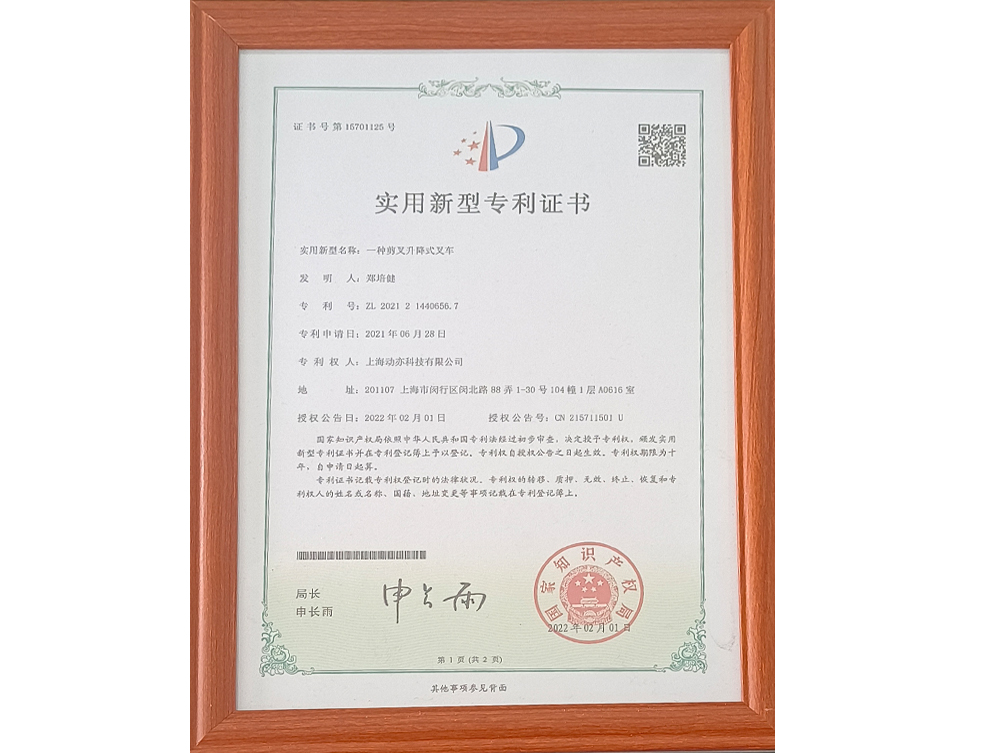 证书号第15701125号
实用新型专利证书
实用新型名称：一种剪叉升降式叉车
发明人：郑培健
专利号：ZL 2021 2 1440656.7
专利申请日：2021年06月28日
专利权人：上海动亦科技有限公司
地址：201107 上海市闵行区闵北路88弄1-30号104幢1层A0616室
授权公告日：2022年02月01日 授权公告号：CN 215711501 U
国家知识产权局依照中华人民共和国专利法经过初步审查，决定授予专利权，颁发实用
新型专利证书并在专利登记簿上予以登记。专利权自授权公告之日起生效。专利权期限为十
年，自申请日起算。
专利证书记载专利权登记时的法律状况。专利权的转移、质押、无效、终止、恢复和专
利权人的姓名或名称、国籍、地址变更等事项记载在专利登记簿上。
局长
申长雨
申长雨
国家知识产权局
2022年02月01日
第1页(共2页)
其他事项参见背面